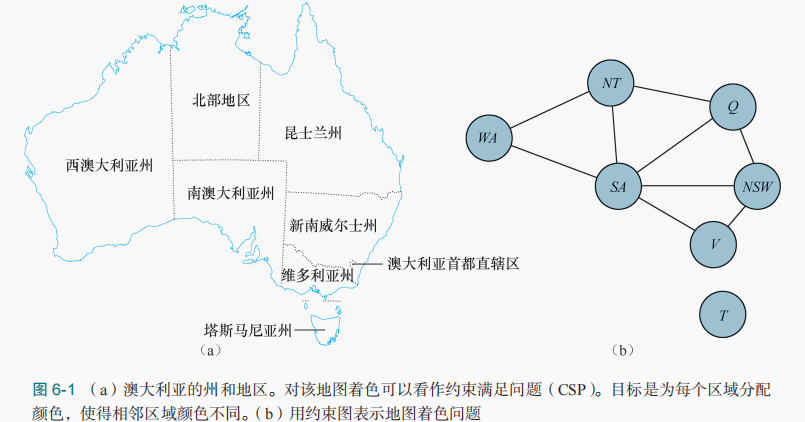 北部地区
昆士兰州
西澳大利亚州
南澳大利亚州
新南威尔士州
澳大利亚首都直辖区
维多利亚州
塔斯马尼亚州
（a）
NT
Q
WA
SA
NSW
V
T
（b）
图 6-1 （a）澳大利亚的州和地区。对该地图着色可以看作约束满足问题（CSP）。目标是为每个区域分配
颜色，使得相邻区域颜色不同。（b）用约束图表示地图着色问题